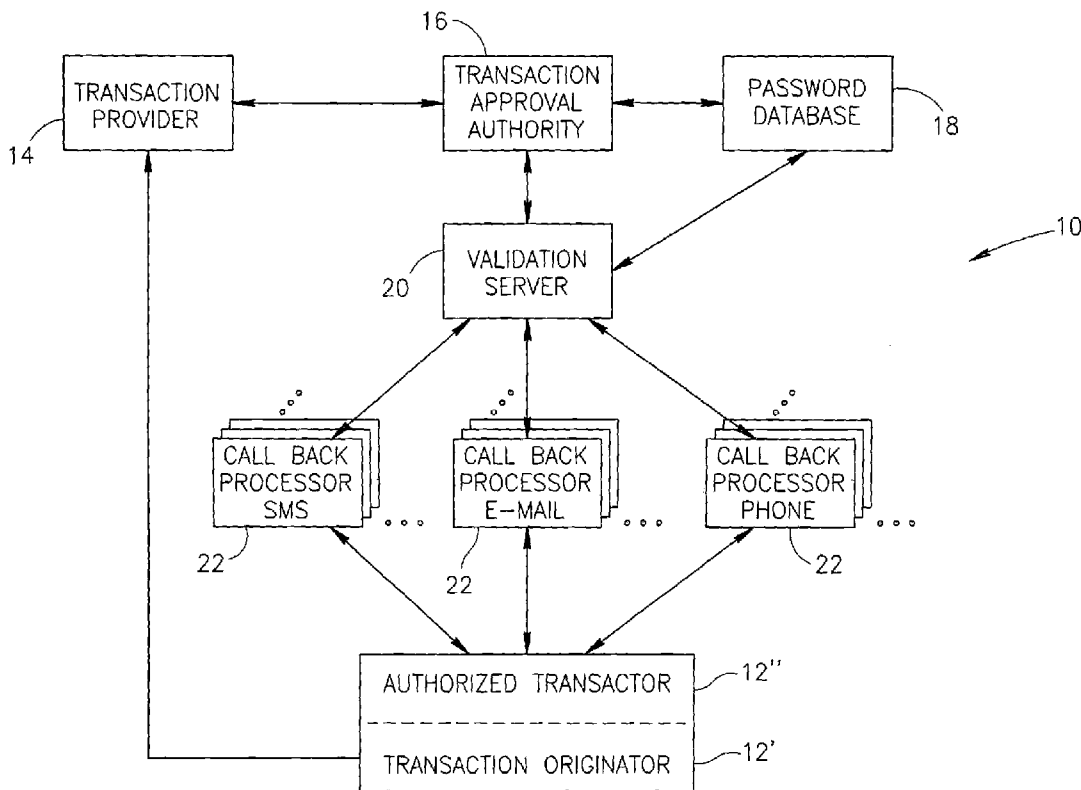 16
TRANSACTION
PROVIDER
14
TRANSACTION
APPROVAL
AUTHORITY
PASSWORD
DATABASE
18
10
VALIDATION
SERVER
20
CALL BACK
PROCESSOR
SMS
22
CALL BACK
PROCESSOR
E-MAIL
22
CALL BACK
PROCESSOR
PHONE
22
AUTHORIZED TRANSACTOR
12"
TRANSACTION ORIGINATOR
12'